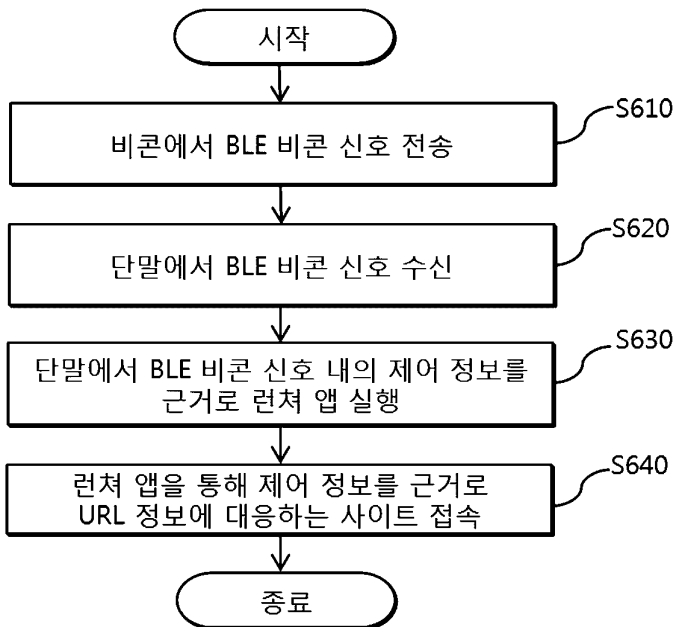 시작
비콘에서 BLE 비콘 신호 전송
S610
단말에서 BLE 비콘 신호 수신
S620
단말에서 BLE 비콘 신호 내의 제어 정보를
근거로 런쳐 앱 실행
S630
런쳐 앱을 통해 제어 정보를 근거로
URL 정보에 대응하는 사이트 접속
S640
종료